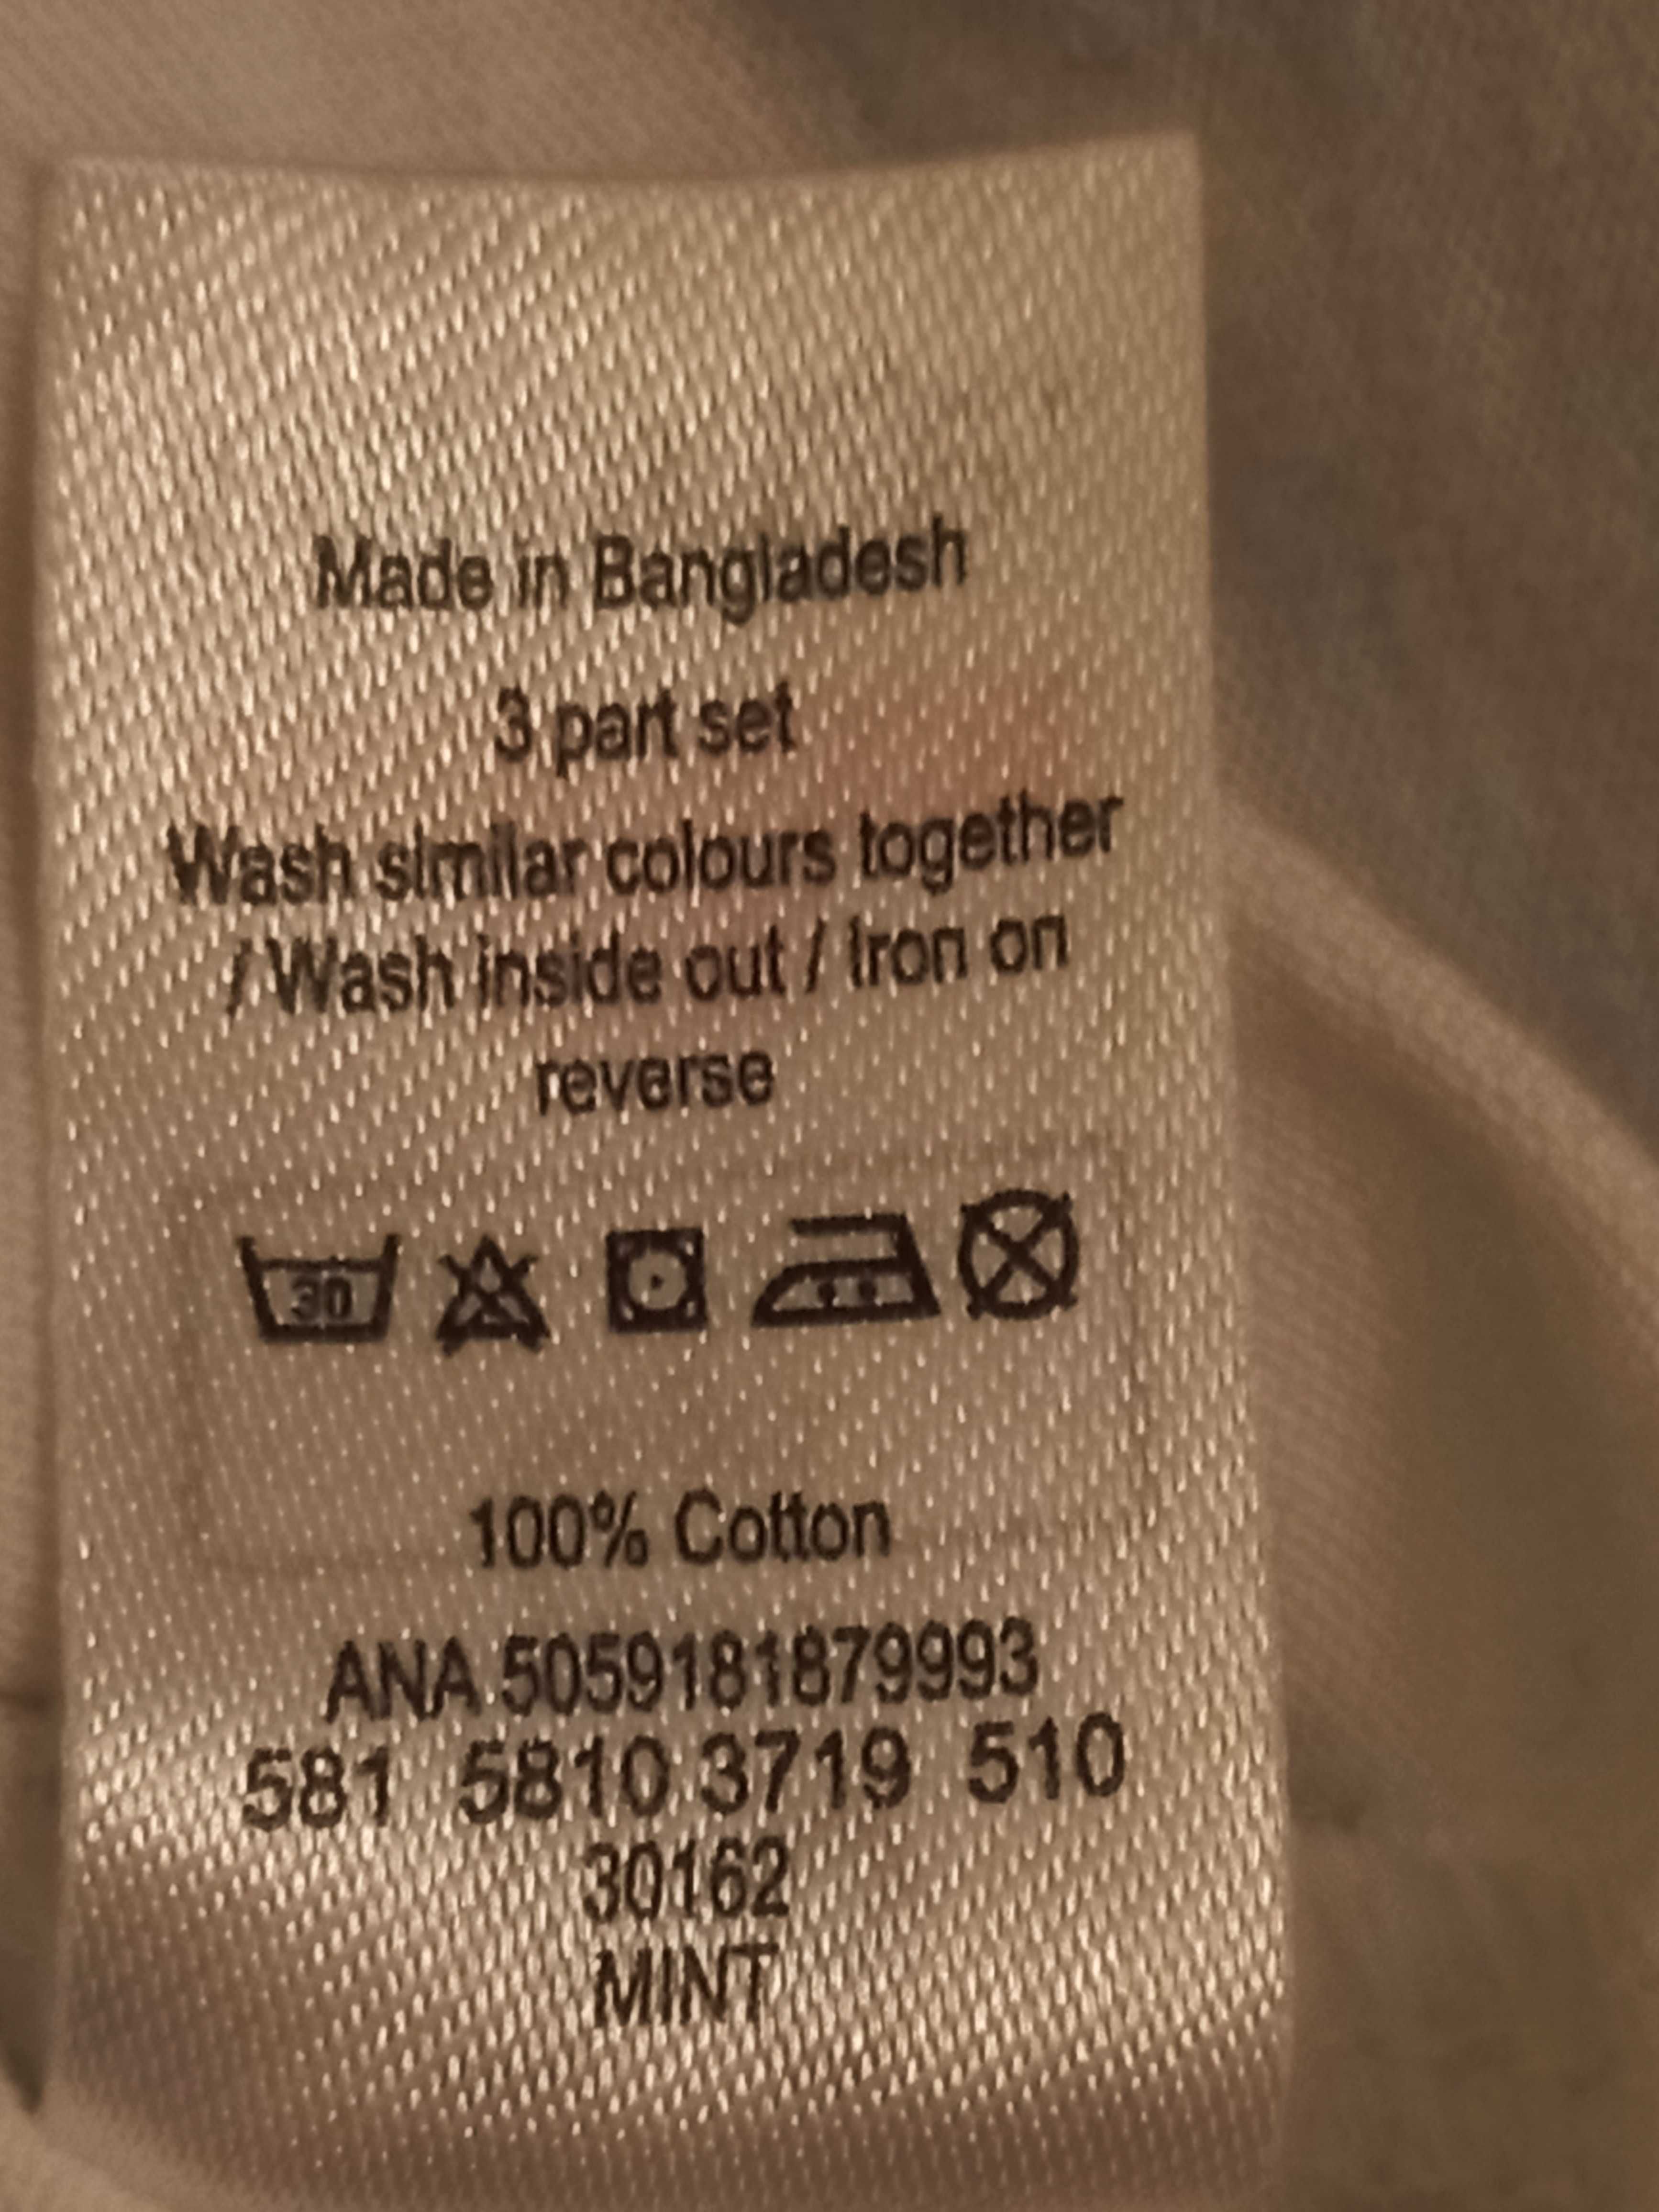 Made in Bangladesh
3 part set
Wash similar colours together
/ Wash inside out / Iron on
reverse
30
100% Cotton
ANA 5059181879993
581 5810 3719 510
30162
MINT